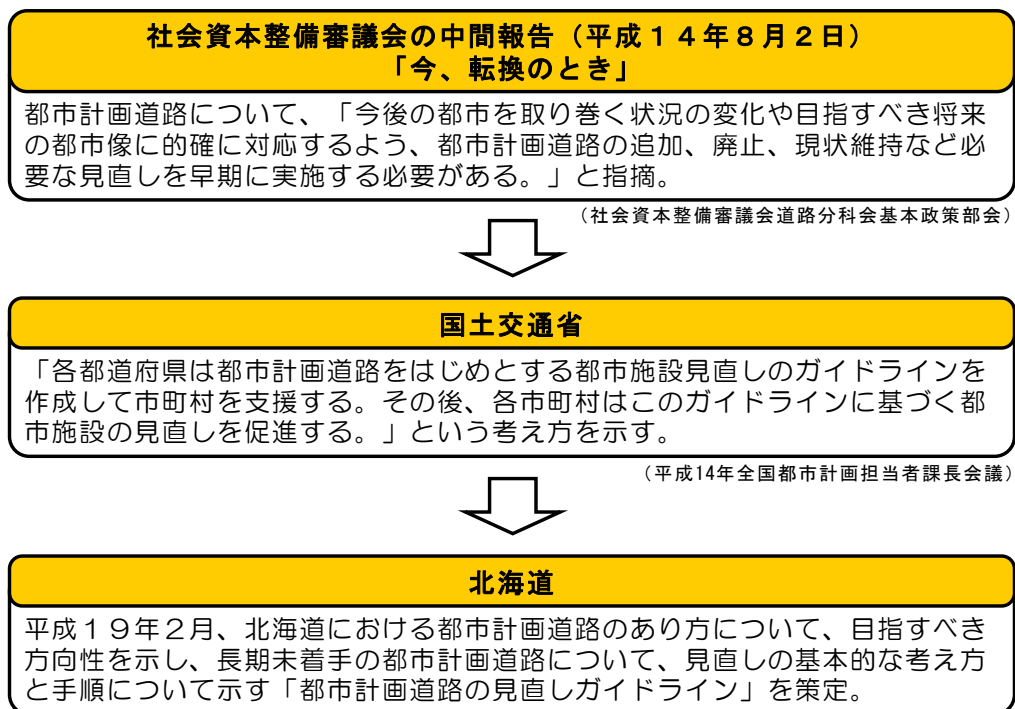 社会資本整備審議会の中間報告（平成１４年８月２日）
「今、転換のとき」
都市計画道路について、「今後の都市を取り巻く状況の変化や目指すべき将来
の都市像に的確に対応するよう、都市計画道路の追加、廃止、現状維持など必
要な見直しを早期に実施する必要がある。」と指摘。
（社会資本整備審議会道路分科会基本政策部会）
国土交通省
「各都道府県は都市計画道路をはじめとする都市施設見直しのガイドラインを
作成して市町村を支援する。その後、各市町村はこのガイドラインに基づく都
市施設の見直しを促進する。」という考え方を示す。
（平成14年全国都市計画担当者課長会議）
北海道
平成１９年２月、北海道における都市計画道路のあり方について、目指すべき
方向性を示し、長期未着手の都市計画道路について、見直しの基本的な考え方
と手順について示す「都市計画道路の見直しガイドライン」を策定。